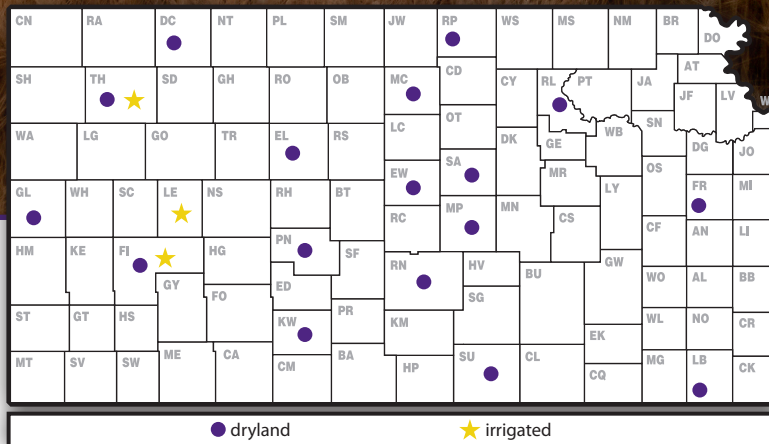 CN RA DC NT PL SM JW RP WS MS NM BR DO
SH TH SD GH RO OB MC CD CY RL PT JA AT
JF LV W
WA LG GO TR EL RS LC OT DK GE WB SN
DG JO
GL WH SC LE NS RH BT EW SA MR LY OS FR MI
RC MP MN CS CF AN LI
HM KE FI HG PN SF RN HV BU GW WO AL BB
GY FO ED SG
ST GT HS PR KW KM EK WL NO CR
MT SV SW ME CA CM BA HP SU CL CQ MG LB CK
dryland irrigated